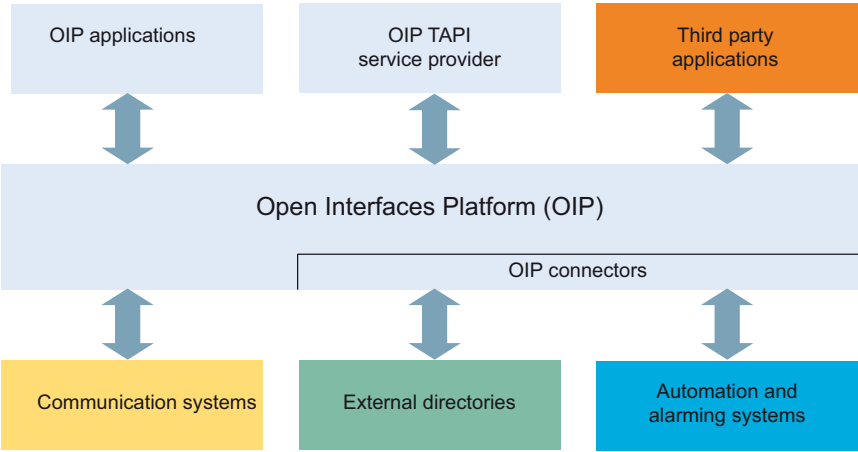 OIP applications
OIP TAPI
service provider
Third party
applications
Open Interfaces Platform (OIP)
OIP connectors
Communication systems
External directories
Automation and
alarming systems